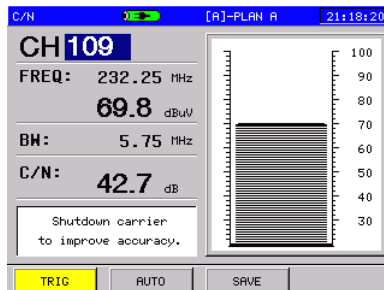 C/N [A]-PLAN A 21:18:20
CH 109
FREQ: 232.25 MHz
69.8 dBuV
BW: 5.75 MHz
C/N: 42.7 dB
Shutdown carrier
to improve accuracy.
100
90
80
70
60
50
40
30
TRIG AUTO SAVE